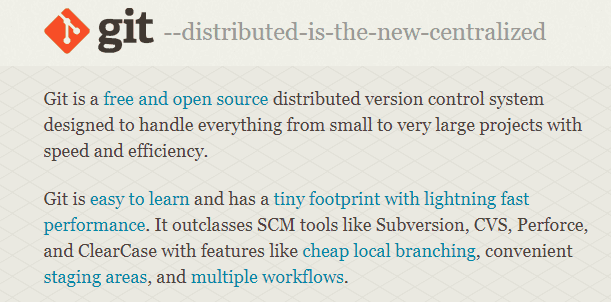 git --distributed-is-the-new-centralized
Git is a free and open source distributed version control system
designed to handle everything from small to very large projects with
speed and efficiency.
Git is easy to learn and has a tiny footprint with lightning fast
performance. It outclasses SCM tools like Subversion, CVS, Perforce,
and ClearCase with features like cheap local branching, convenient
staging areas, and multiple workflows.